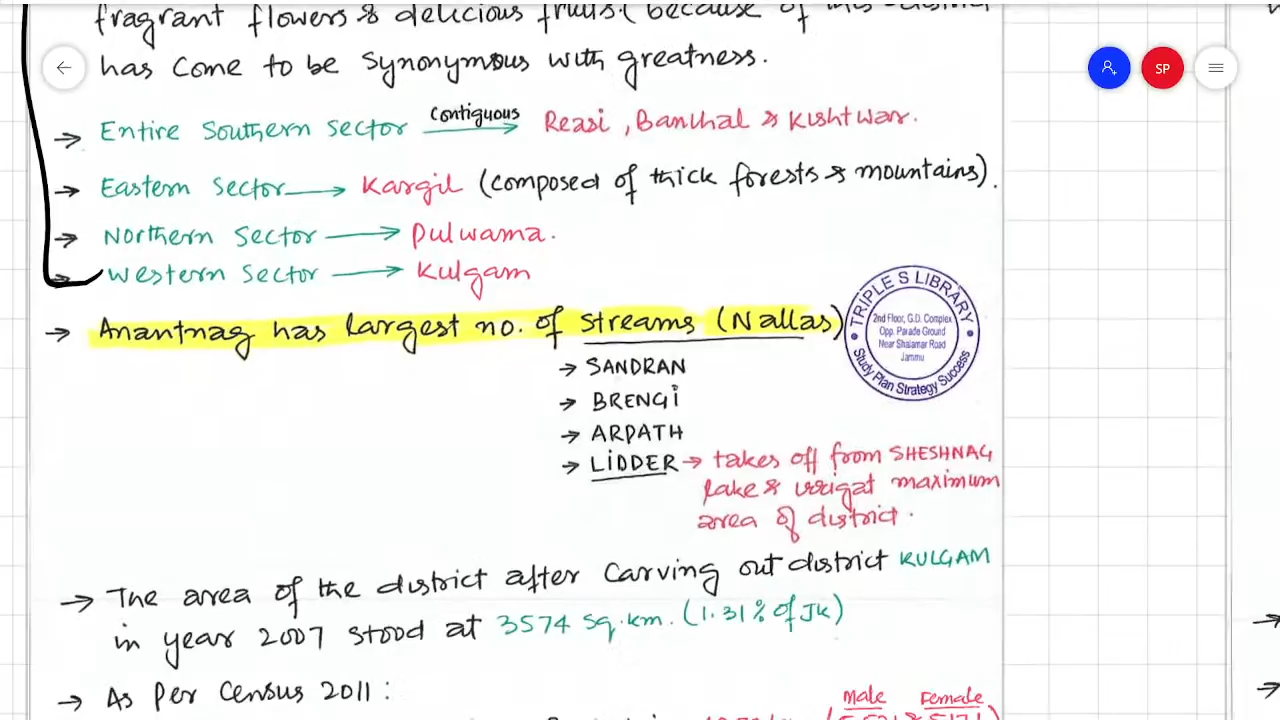 fragrant flowers & delicious fruits. (because of this
has come to be synonymous with greatness.
SP
→ Entire Southern Sector contiguous → Reasi, Banihal & Kishtwar.
→ Eastern Sector → Kargil (composed of thick forests & mountains).
→ Northern Sector → Pulwama.
→ Western Sector → Kulgam
→ Anantnag has largest no. of Streams (Nallas)
→ SANDRAN
→ BRENGI
→ ARPATH
→ LIDDER → takes off from SHESHNAG
lake & irrigat maximum
area of district.
TRIPLE S LIBRARY
2nd Floor, G.D. Complex
Opp. Parade Ground
Near Shalamar Road
Jammu
Study Plan Strategy Success
→ The area of the district after carving out district KULGAM
in year 2007 stood at 3574 Sq.km. (1.31% of JK)
→ As Per Census 2011:
Male Female